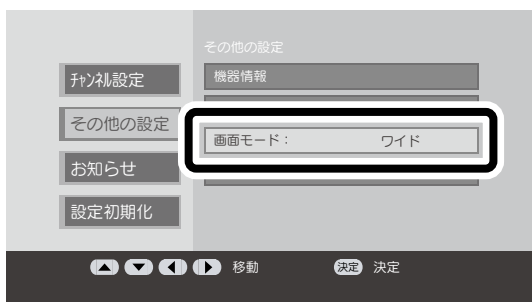 その他の設定
ﾁｬﾝﾈﾙ設定
機器情報
その他の設定
画面モード： ワイド
お知らせ
設定初期化
移動 決定 決定